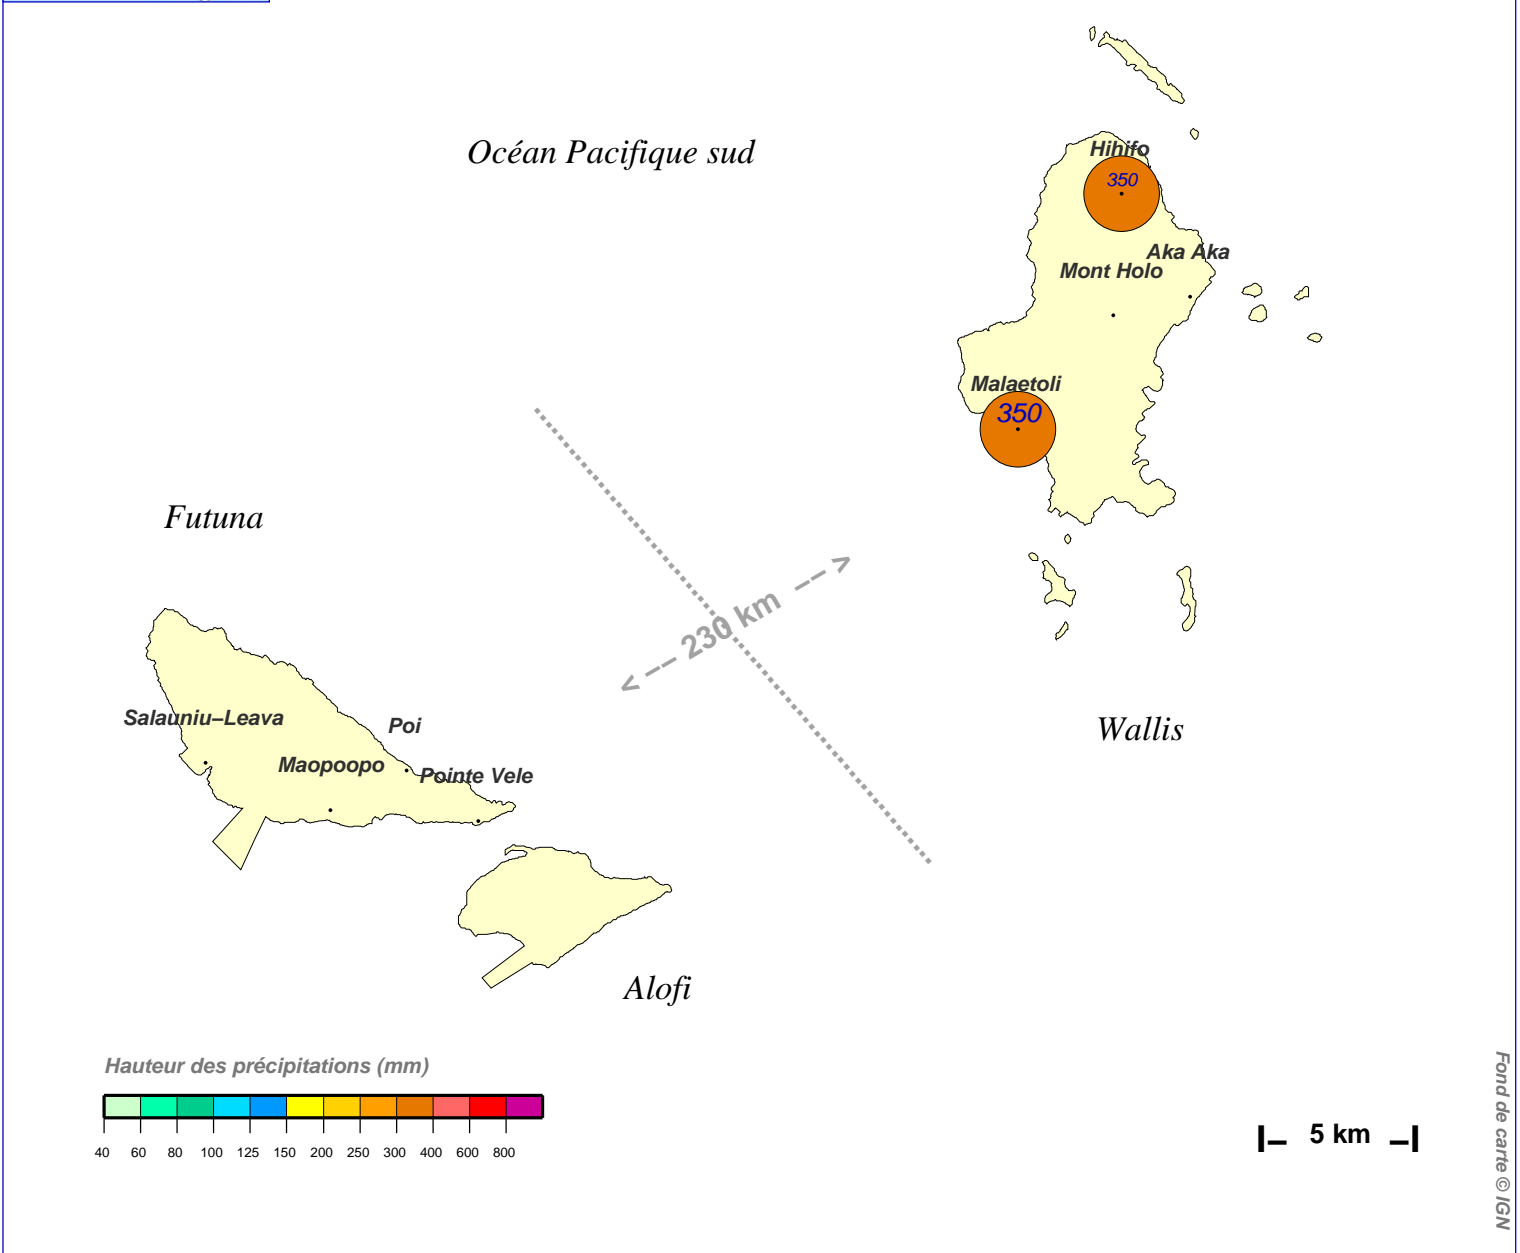 Océan Pacifique sud
Hihifo
350
Aka Aka
Mont Holo
Malaetoli
350
Futuna
230 km
Salauniu–Leava
Poi
Wallis
Maopoopo
Pointe Vele
Alofi
Hauteur des précipitations (mm)
40 60 80 100 125 150 200 250 300 400 600 800
5 km
Fond de carte © IGN